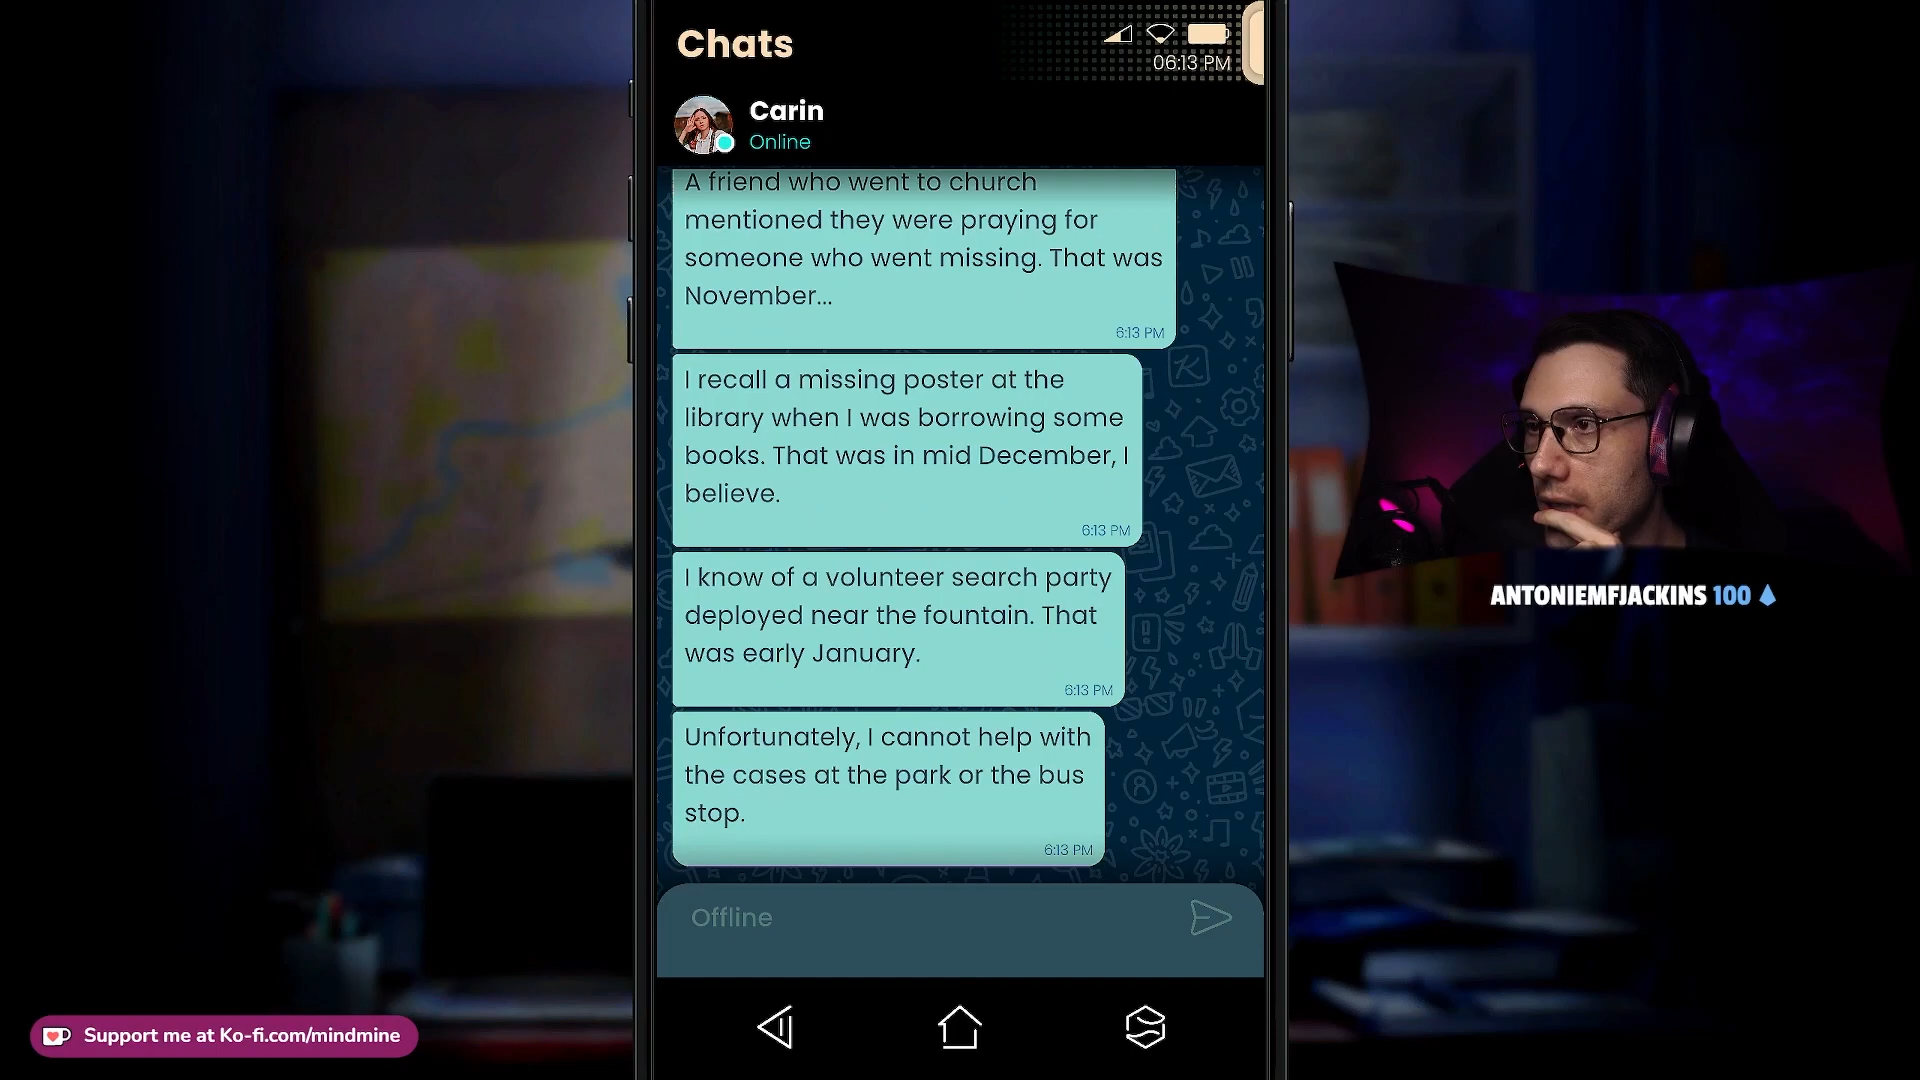 Chats
06:13 PM
Carin
Online
A friend who went to church
mentioned they were praying for
someone who went missing. That was
November...
6:13 PM
I recall a missing poster at the
library when I was borrowing some
books. That was in mid December, I
believe.
6:13 PM
I know of a volunteer search party
deployed near the fountain. That
was early January.
6:13 PM
Unfortunately, I cannot help with
the cases at the park or the bus
stop.
6:13 PM
Offline
ANTONIEMFJACKINS 100
Support me at Ko-fi.com/mindmine